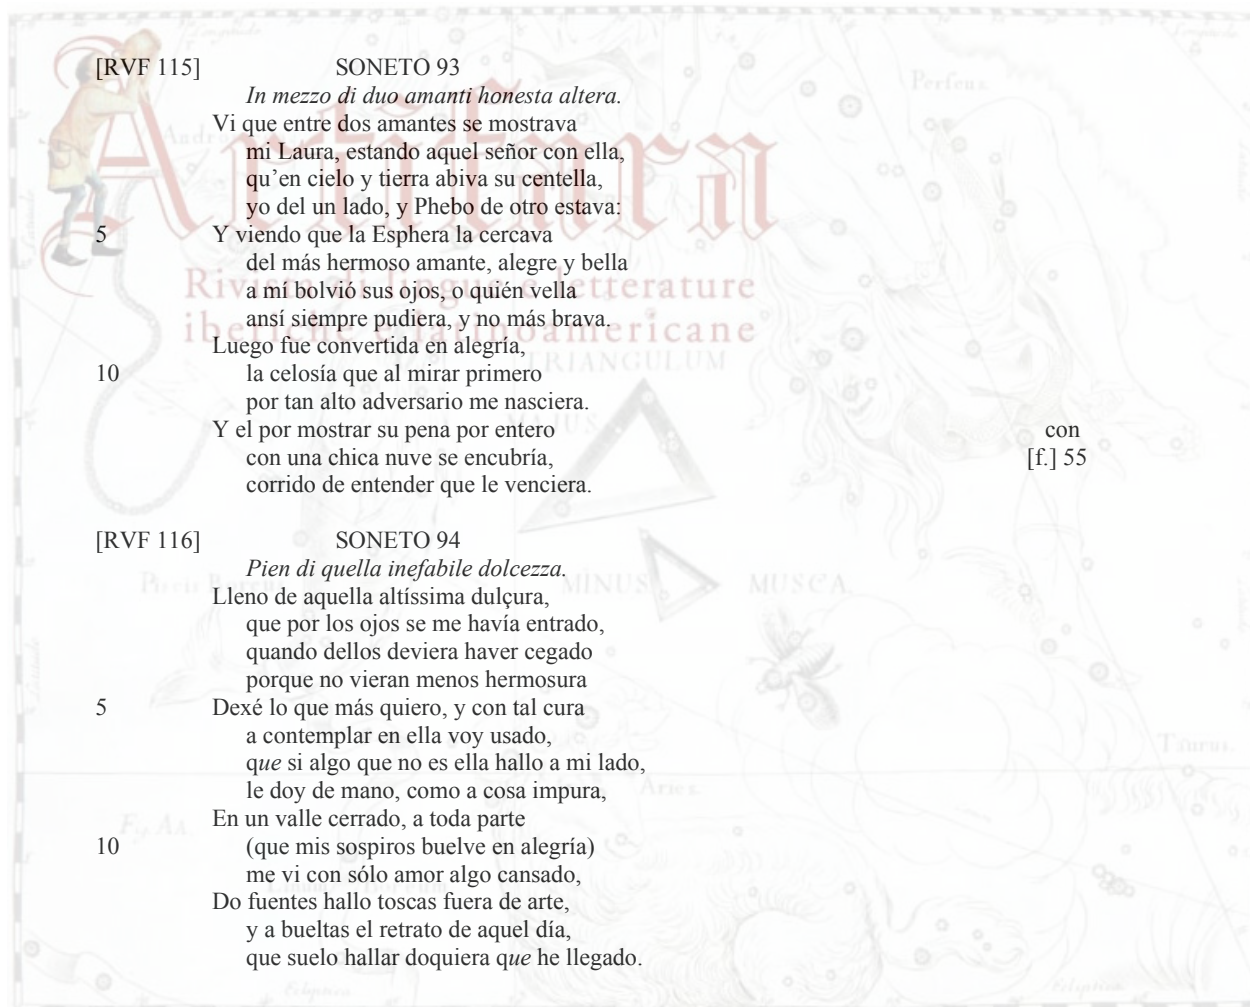 [RVF 115] SONETO 93
In mezzo di duo amanti honesta altera.
Vi que entre dos amantes se mostrava
mi Laura, estando aquel señor con ella,
qu’en cielo y tierra abiva su centella,
yo del un lado, y Phebo de otro estava:
5 Y viendo que la Esphera la cercava
del más hermoso amante, alegre y bella
a mí bolvió sus ojos, o quién vella
ansí siempre pudiera, y no más brava.
Luego fue convertida en alegría,
10 la celosía que al mirar primero
por tan alto adversario me nasciera.
Y el por mostrar su pena por entero con
con una chica nuve se encubría, [f.] 55
corrido de entender que le venciera.
[RVF 116] SONETO 94
Pien di quella inefabile dolcezza.
Lleno de aquella altíssima dulçura,
que por los ojos se me havía entrado,
quando dellos deviera haver cegado
porque no vieran menos hermosura
5 Dexé lo que más quiero, y con tal cura
a contemplar en ella voy usado,
que si algo que no es ella hallo a mi lado,
le doy de mano, como a cosa impura,
En un valle cerrado, a toda parte
10 (que mis sospiros buelve en alegría)
me vi con sólo amor algo cansado,
Do fuentes hallo toscas fuera de arte,
y a bueltas el retrato de aquel día,
que suelo hallar doquiera que he llegado.
Artifara
Rivista di lingue e letterature
iberiche e latinoamericane
Perseus
TRIANGULUM
MAJUS
MINUS
MUSCA
Taurus
Aries
Ecliptica
Ecliptica